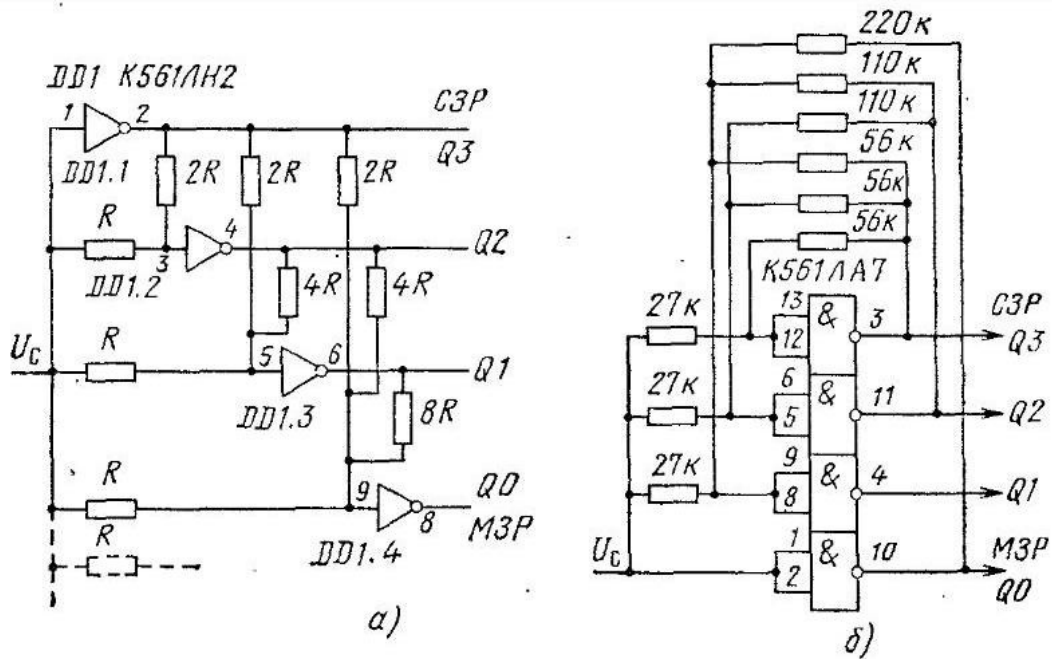 DD1 К561ЛН2
1
2
СЗР
Q3
DD1.1
2R
2R
2R
R
3
4
Q2
DD1.2
4R
4R
Uc
R
5
6
Q1
DD1.3
8R
R
9
8
Q0
МЗР
DD1.4
R
а)
220к
110к
110к
56к
56к
56к
К561ЛА7
27к
13
12
&
3
СЗР
Q3
27к
6
5
&
11
Q2
27к
9
8
&
4
Q1
Uc
1
2
&
10
МЗР
Q0
б)